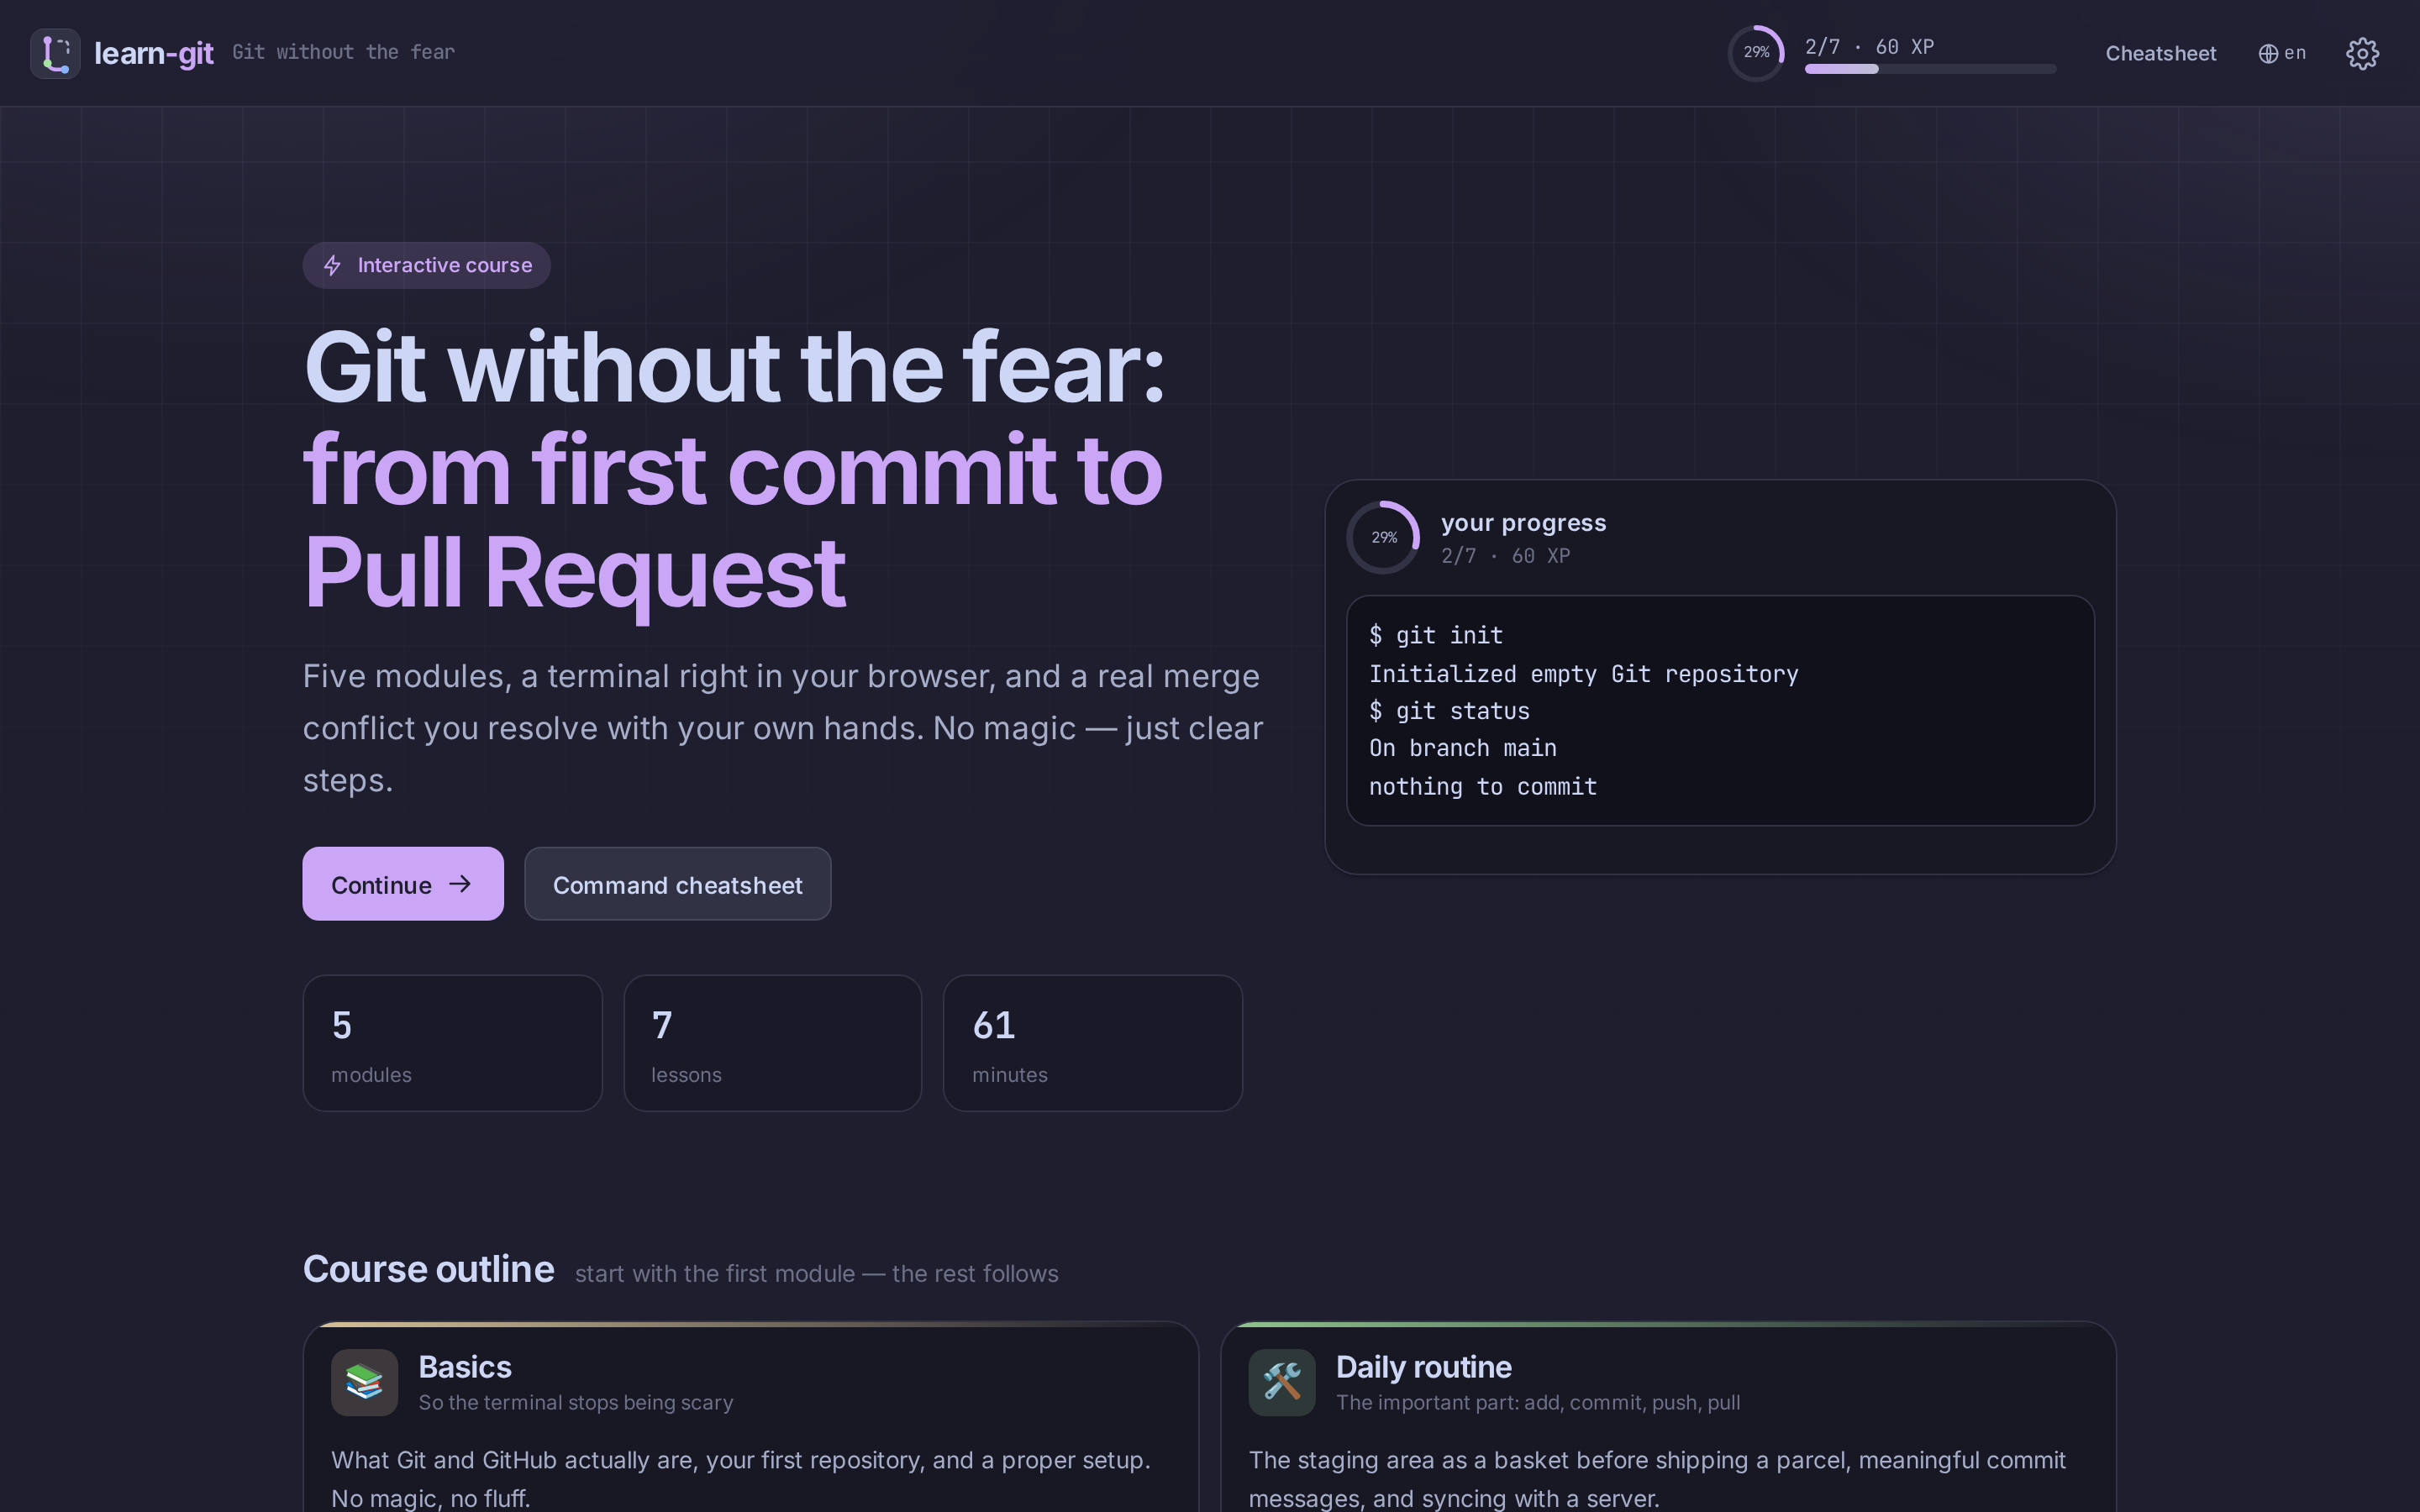 learn-git Git without the fear
29% 2/7 · 60 XP Cheatsheet en
Interactive course
Git without the fear:
from first commit to
Pull Request
Five modules, a terminal right in your browser, and a real merge
conflict you resolve with your own hands. No magic — just clear
steps.
Continue → Command cheatsheet
5
modules
7
lessons
61
minutes
29%
your progress
2/7 · 60 XP
$ git init
Initialized empty Git repository
$ git status
On branch main
nothing to commit
Course outline start with the first module — the rest follows
Basics
So the terminal stops being scary
What Git and GitHub actually are, your first repository, and a proper setup.
No magic, no fluff.
Daily routine
The important part: add, commit, push, pull
The staging area as a basket before shipping a parcel, meaningful commit
messages, and syncing with a server.